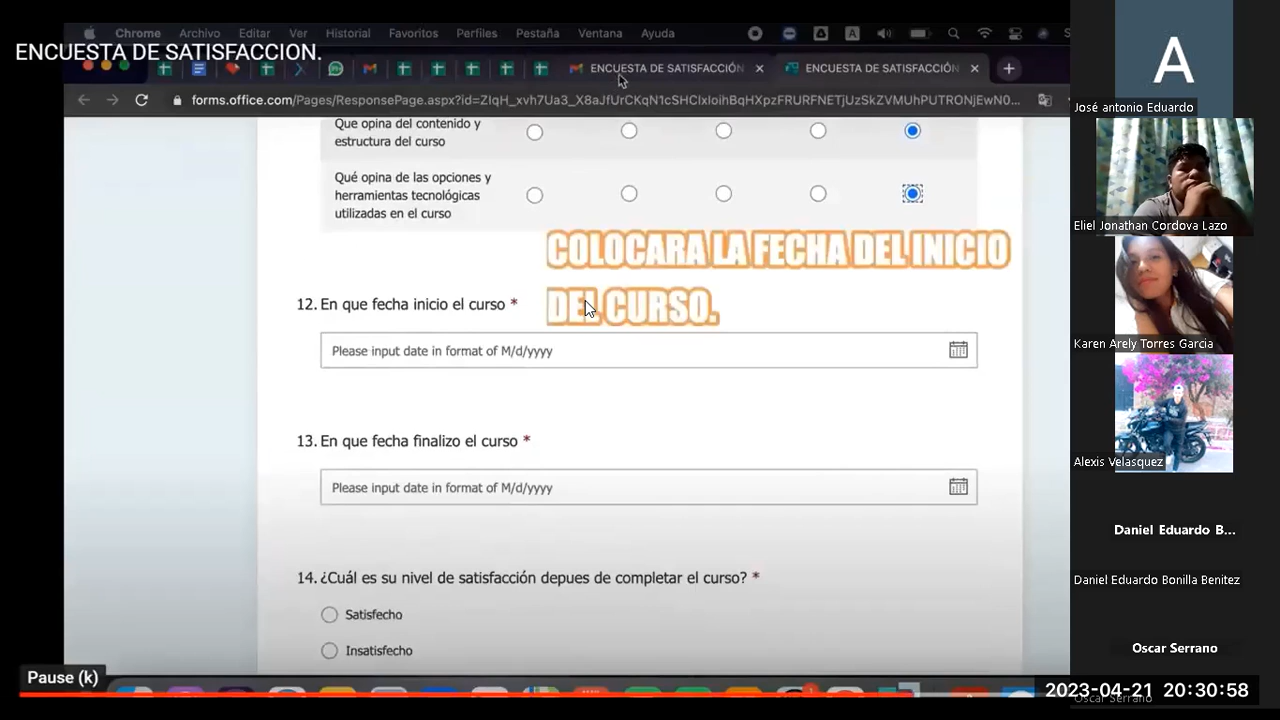 Chrome Archivo Editar Ver Historial Favoritos Perfiles Pestaña Ventana Ayuda
ENCUESTA DE SATISFACCION.
ENCUESTA DE SATISFACCIÓN
ENCUESTA DE SATISFACCIÓN
Que opina del contenido y
estructura del curso
Qué opina de las opciones y
herramientas tecnológicas
utilizadas en el curso
COLOCARA LA FECHA DEL INICIO
DEL CURSO.
12. En que fecha inicio el curso *
Please input date in format of M/d/yyyy
13. En que fecha finalizo el curso *
Please input date in format of M/d/yyyy
14. ¿Cuál es su nivel de satisfacción depues de completar el curso? *
Satisfecho
Insatisfecho
Pause (k)
A
José antonio Eduardo
Eliel Jonathan Cordova Lazo
Karen Arely Torres Garcia
Alexis Velasquez
Daniel Eduardo B...
Daniel Eduardo Bonilla Benitez
Oscar Serrano
2023-04-21 20:30:58
Oscar Serrano